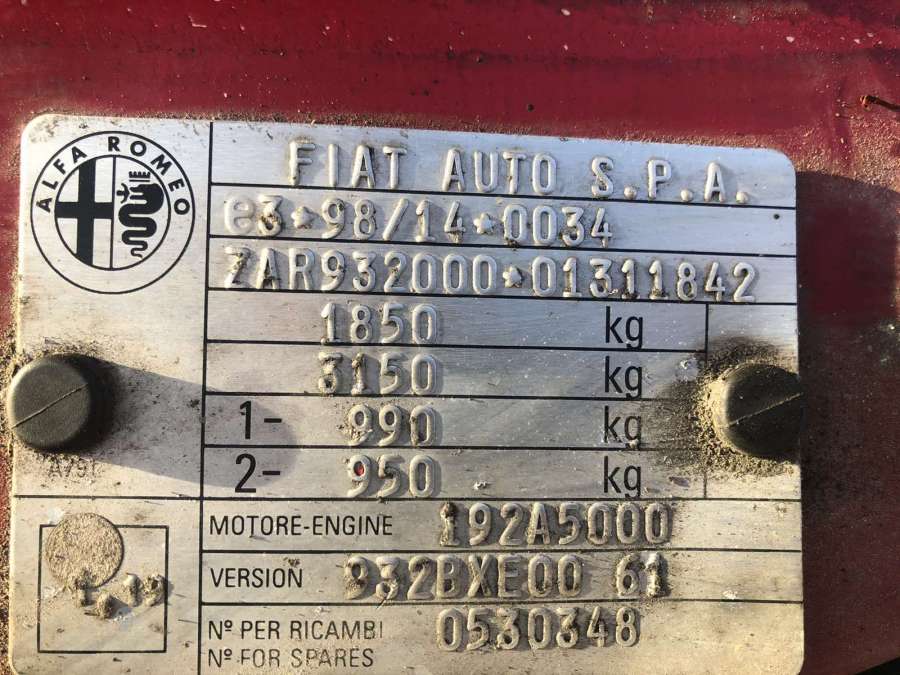 ALFA ROMEO
FIAT AUTO S.P.A.
e3*98/14*0034
ZAR932000*01311842
1850 kg
3150 kg
1- 990 kg
2- 950 kg
MOTORE-ENGINE 192A5000
VERSION 932BXE00 61
Nº PER RICAMBI 0530348
Nº FOR SPARES